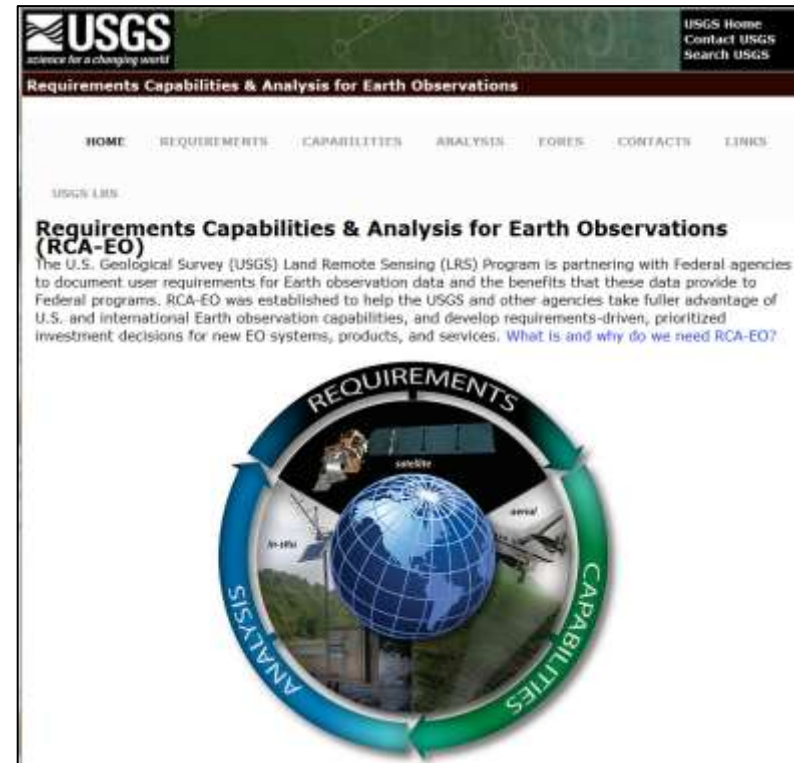 USGS
science for a changing world
USGS Home
Contact USGS
Search USGS
Requirements Capabilities & Analysis for Earth Observations
HOME REQUIREMENTS CAPABILITIES ANALYSIS EORES CONTACTS LINKS
USGS LRS
Requirements Capabilities & Analysis for Earth Observations
(RCA-EO)
The U.S. Geological Survey (USGS) Land Remote Sensing (LRS) Program is partnering with Federal agencies
to document user requirements for Earth observation data and the benefits that these data provide to
Federal programs. RCA-EO was established to help the USGS and other agencies take fuller advantage of
U.S. and international Earth observation capabilities, and develop requirements-driven, prioritized
investment decisions for new EO systems, products, and services. What is and why do we need RCA-EO?
REQUIREMENTS
satellite
aerial
in-situ
CAPABILITIES
ANALYSIS